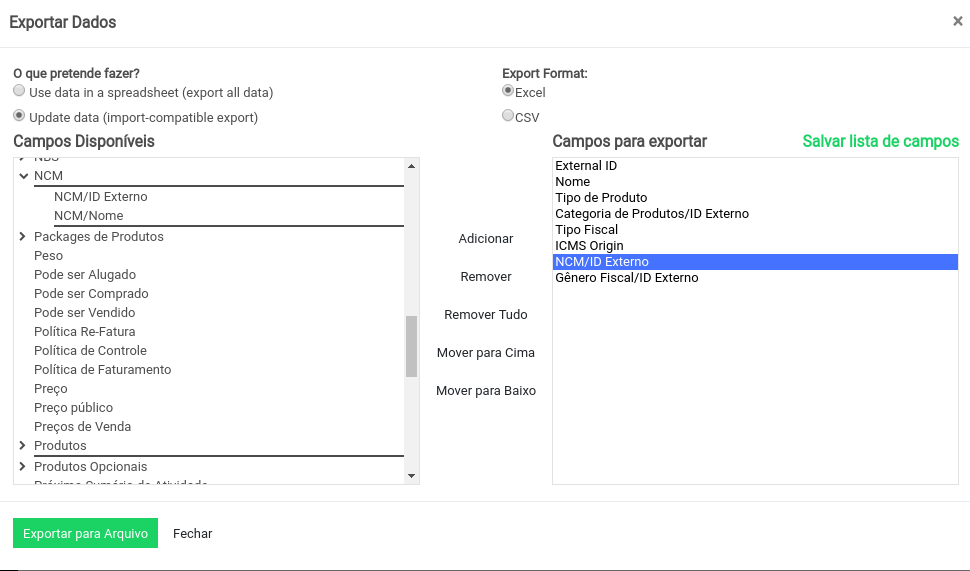 Exportar Dados
×
O que pretende fazer?
Use data in a spreadsheet (export all data)
Update data (import-compatible export)
Export Format:
Excel
CSV
Campos Disponíveis
NBS
NCM
NCM/ID Externo
NCM/Nome
Packages de Produtos
Peso
Pode ser Alugado
Pode ser Comprado
Pode ser Vendido
Política Re-Fatura
Política de Controle
Política de Faturamento
Preço
Preço público
Preços de Venda
Produtos
Produtos Opcionais
Próximo Sumário de Atividade
Adicionar
Remover
Remover Tudo
Mover para Cima
Mover para Baixo
Campos para exportar
Salvar lista de campos
External ID
Nome
Tipo de Produto
Categoria de Produtos/ID Externo
Tipo Fiscal
ICMS Origin
NCM/ID Externo
Gênero Fiscal/ID Externo
Exportar para Arquivo
Fechar